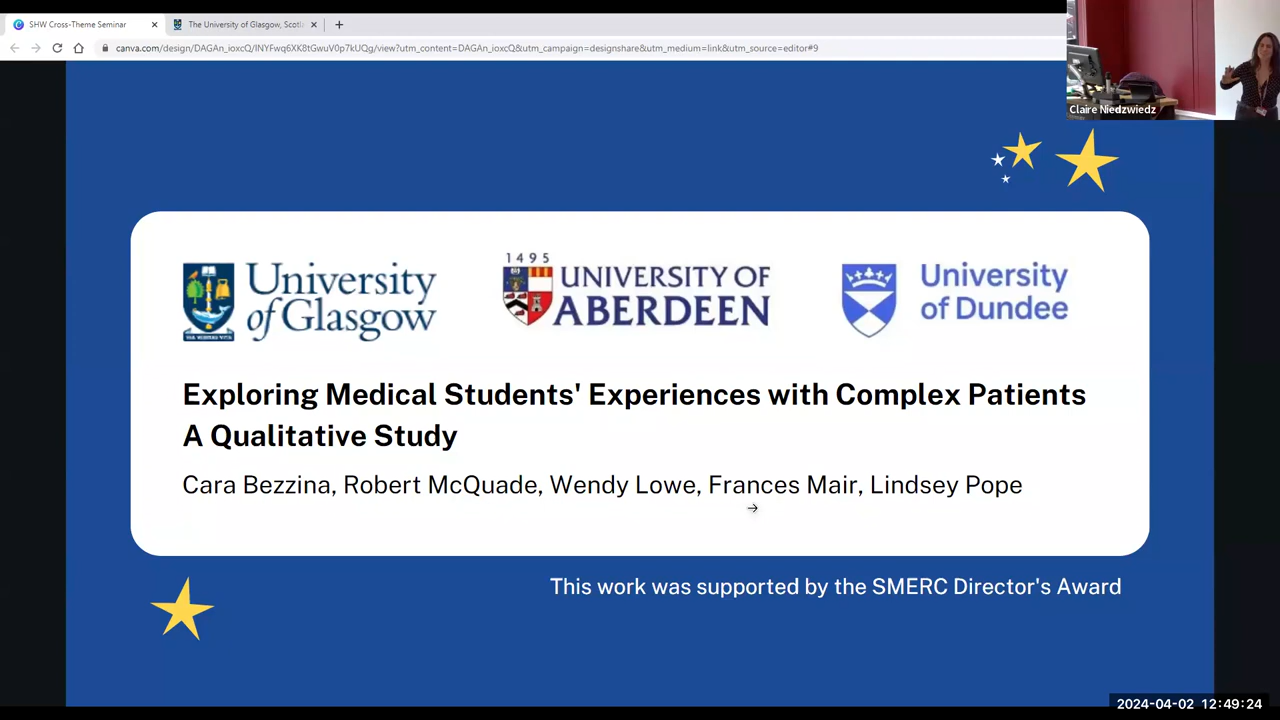 SHW Cross-Theme Seminar
The University of Glasgow, Scotl
canva.com/design/DAGAn_ioxcQ/lNYFwq6XK8tGwuV0p7kUQg/view?utm_content=DAGAn_ioxcQ&utm_campaign=designshare&utm_medium=link&utm_source=editor#9
Claire Niedzwiedz
University
of Glasgow
1495
UNIVERSITY OF
ABERDEEN
University
of Dundee
Exploring Medical Students' Experiences with Complex Patients
A Qualitative Study
Cara Bezzina, Robert McQuade, Wendy Lowe, Frances Mair, Lindsey Pope
This work was supported by the SMERC Director's Award
2024-04-02 12:49:24